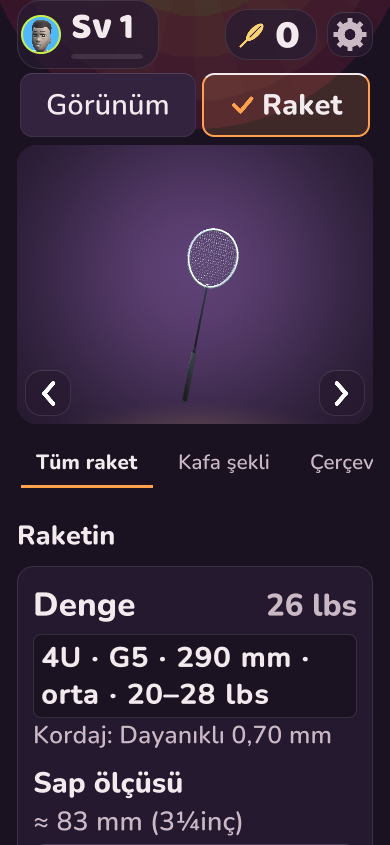 Sv 1
0
Görünüm
Raket
Tüm raket
Kafa şekli
Çerçev
Raketin
Denge
26 lbs
4U · G5 · 290 mm ·
orta · 20–28 lbs
Kordaj: Dayanıklı 0,70 mm
Sap ölçüsü
≈ 83 mm (3¼inç)